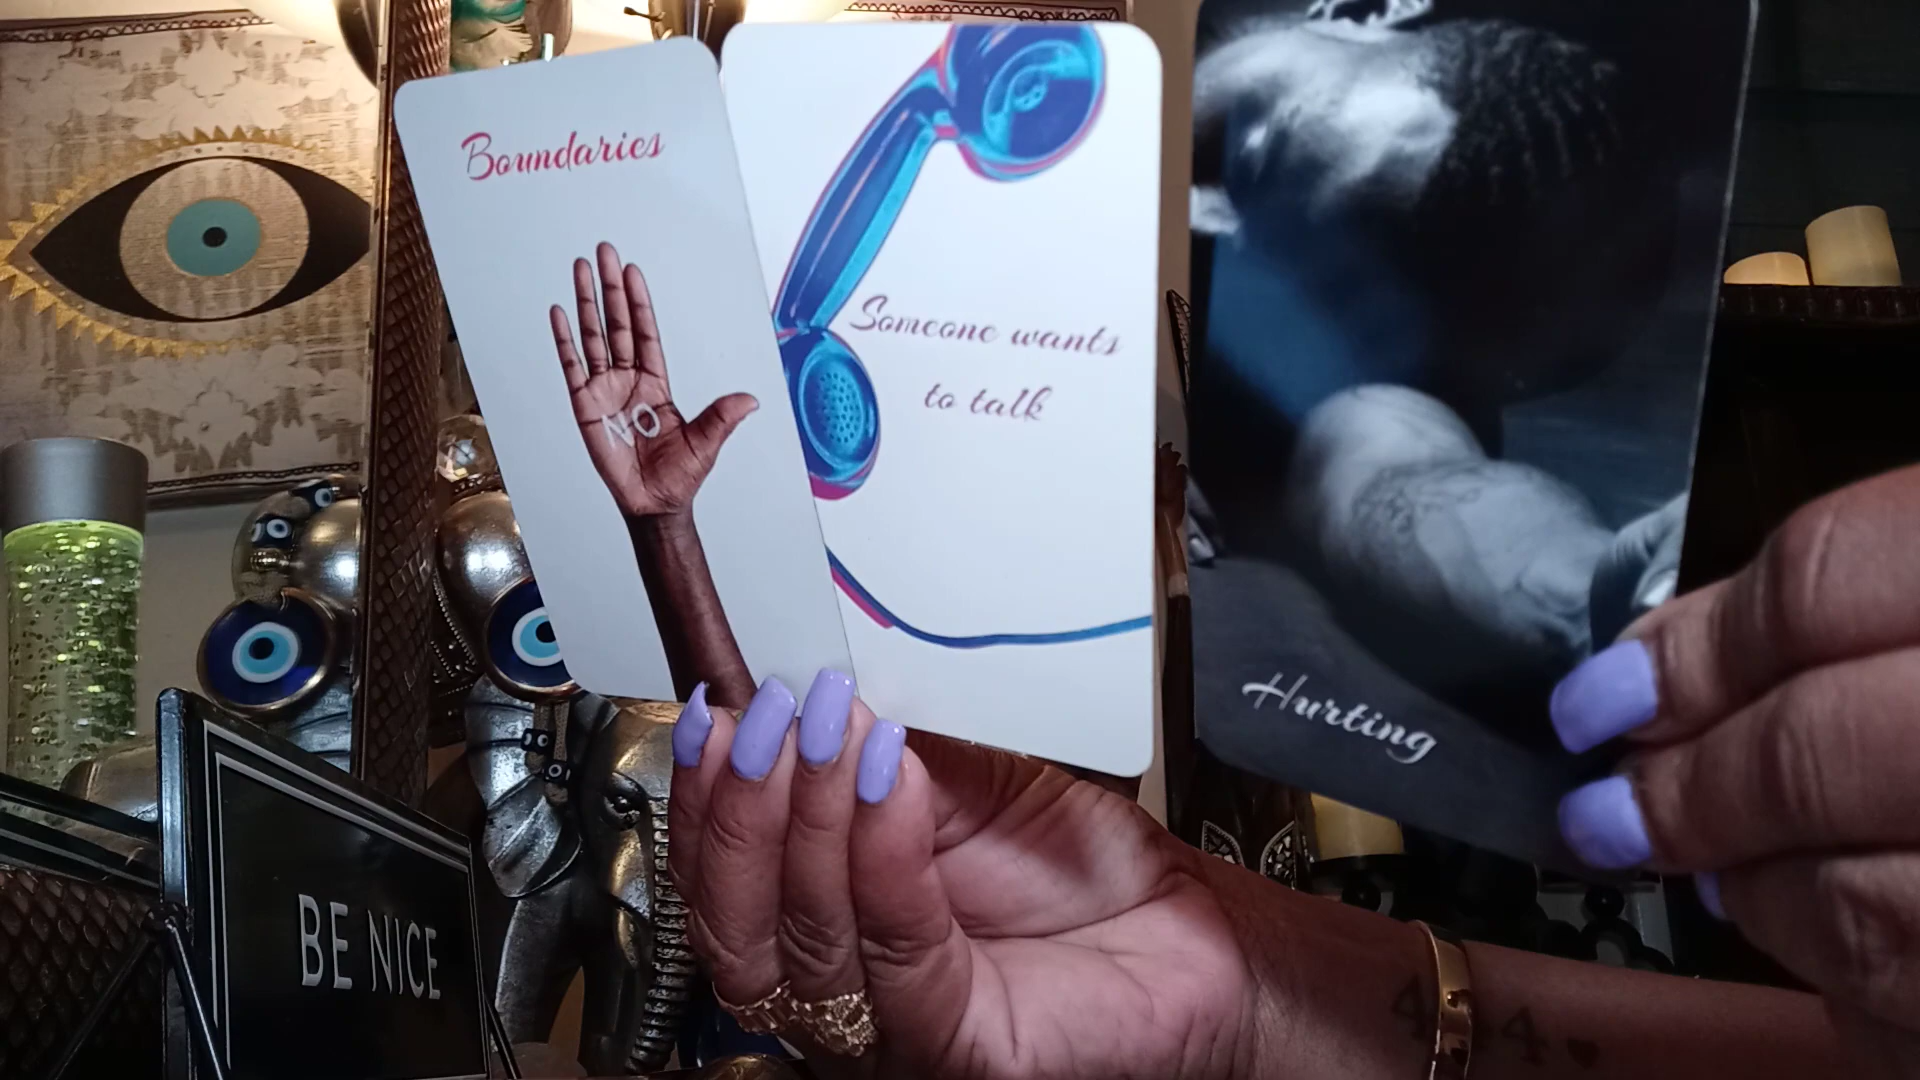 Boundaries
NO
Someone wants
to talk
Hurting
BE NICE